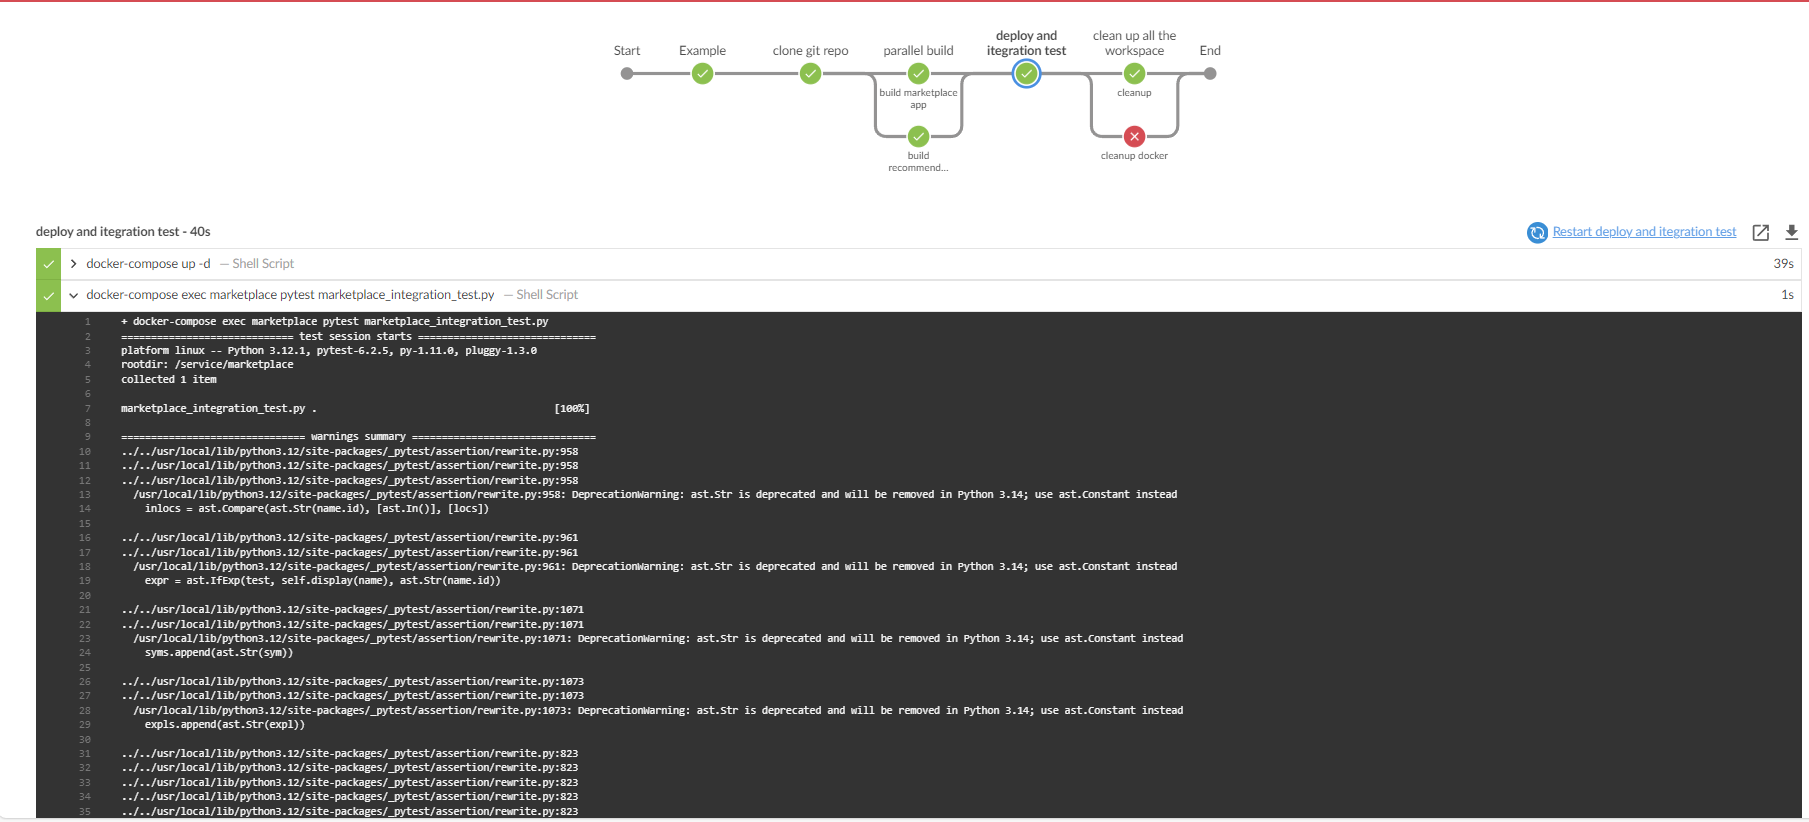 Start
Example
clone git repo
parallel build
deploy and
itegration test
clean up all the
workspace
End
build marketplace
app
cleanup
build
recommend...
cleanup docker
deploy and itegration test - 40s
Restart deploy and itegration test
docker-compose up -d — Shell Script 39s
docker-compose exec marketplace pytest marketplace_integration_test.py — Shell Script 1s
1 + docker-compose exec marketplace pytest marketplace_integration_test.py
2 ============================= test session starts ==============================
3 platform linux -- Python 3.12.1, pytest-6.2.5, py-1.11.0, pluggy-1.3.0
4 rootdir: /service/marketplace
5 collected 1 item
6
7 marketplace_integration_test.py . [100%]
8
9 =============================== warnings summary ===============================
10 ../../usr/local/lib/python3.12/site-packages/_pytest/assertion/rewrite.py:958
11 ../../usr/local/lib/python3.12/site-packages/_pytest/assertion/rewrite.py:958
12 ../../usr/local/lib/python3.12/site-packages/_pytest/assertion/rewrite.py:958
13 /usr/local/lib/python3.12/site-packages/_pytest/assertion/rewrite.py:958: DeprecationWarning: ast.Str is deprecated and will be removed in Python 3.14; use ast.Constant instead
14 inlocs = ast.Compare(ast.Str(name.id), [ast.In()], [locs])
15
16 ../../usr/local/lib/python3.12/site-packages/_pytest/assertion/rewrite.py:961
17 ../../usr/local/lib/python3.12/site-packages/_pytest/assertion/rewrite.py:961
18 /usr/local/lib/python3.12/site-packages/_pytest/assertion/rewrite.py:961: DeprecationWarning: ast.Str is deprecated and will be removed in Python 3.14; use ast.Constant instead
19 expr = ast.IfExp(test, self.display(name), ast.Str(name.id))
20
21 ../../usr/local/lib/python3.12/site-packages/_pytest/assertion/rewrite.py:1071
22 ../../usr/local/lib/python3.12/site-packages/_pytest/assertion/rewrite.py:1071
23 /usr/local/lib/python3.12/site-packages/_pytest/assertion/rewrite.py:1071: DeprecationWarning: ast.Str is deprecated and will be removed in Python 3.14; use ast.Constant instead
24 syms.append(ast.Str(sym))
25
26 ../../usr/local/lib/python3.12/site-packages/_pytest/assertion/rewrite.py:1073
27 ../../usr/local/lib/python3.12/site-packages/_pytest/assertion/rewrite.py:1073
28 /usr/local/lib/python3.12/site-packages/_pytest/assertion/rewrite.py:1073: DeprecationWarning: ast.Str is deprecated and will be removed in Python 3.14; use ast.Constant instead
29 expls.append(ast.Str(expl))
30
31 ../../usr/local/lib/python3.12/site-packages/_pytest/assertion/rewrite.py:823
32 ../../usr/local/lib/python3.12/site-packages/_pytest/assertion/rewrite.py:823
33 ../../usr/local/lib/python3.12/site-packages/_pytest/assertion/rewrite.py:823
34 ../../usr/local/lib/python3.12/site-packages/_pytest/assertion/rewrite.py:823
35 ../../usr/local/lib/python3.12/site-packages/_pytest/assertion/rewrite.py:823